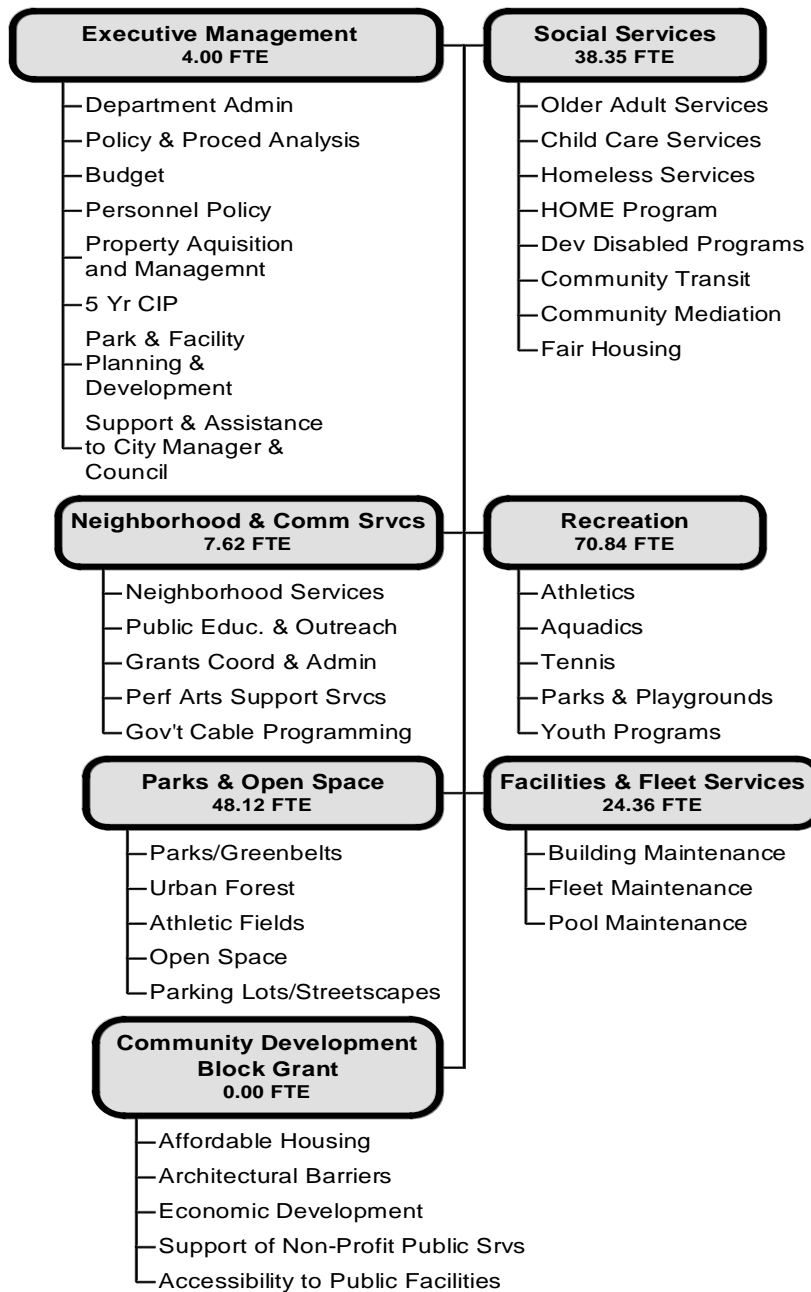 Executive Management
4.00 FTE
Department Admin
Policy & Proced Analysis
Budget
Personnel Policy
Property Aquisition
and Managemnt
5 Yr CIP
Park & Facility
Planning &
Development
Support & Assistance
to City Manager &
Council
Social Services
38.35 FTE
Older Adult Services
Child Care Services
Homeless Services
HOME Program
Dev Disabled Programs
Community Transit
Community Mediation
Fair Housing
Neighborhood & Comm Srvcs
7.62 FTE
Neighborhood Services
Public Educ. & Outreach
Grants Coord & Admin
Perf Arts Support Srvcs
Gov't Cable Programming
Recreation
70.84 FTE
Athletics
Aquadics
Tennis
Parks & Playgrounds
Youth Programs
Parks & Open Space
48.12 FTE
Parks/Greenbelts
Urban Forest
Athletic Fields
Open Space
Parking Lots/Streetscapes
Facilities & Fleet Services
24.36 FTE
Building Maintenance
Fleet Maintenance
Pool Maintenance
Community Development
Block Grant
0.00 FTE
Affordable Housing
Architectural Barriers
Economic Development
Support of Non-Profit Public Srvs
Accessibility to Public Facilities